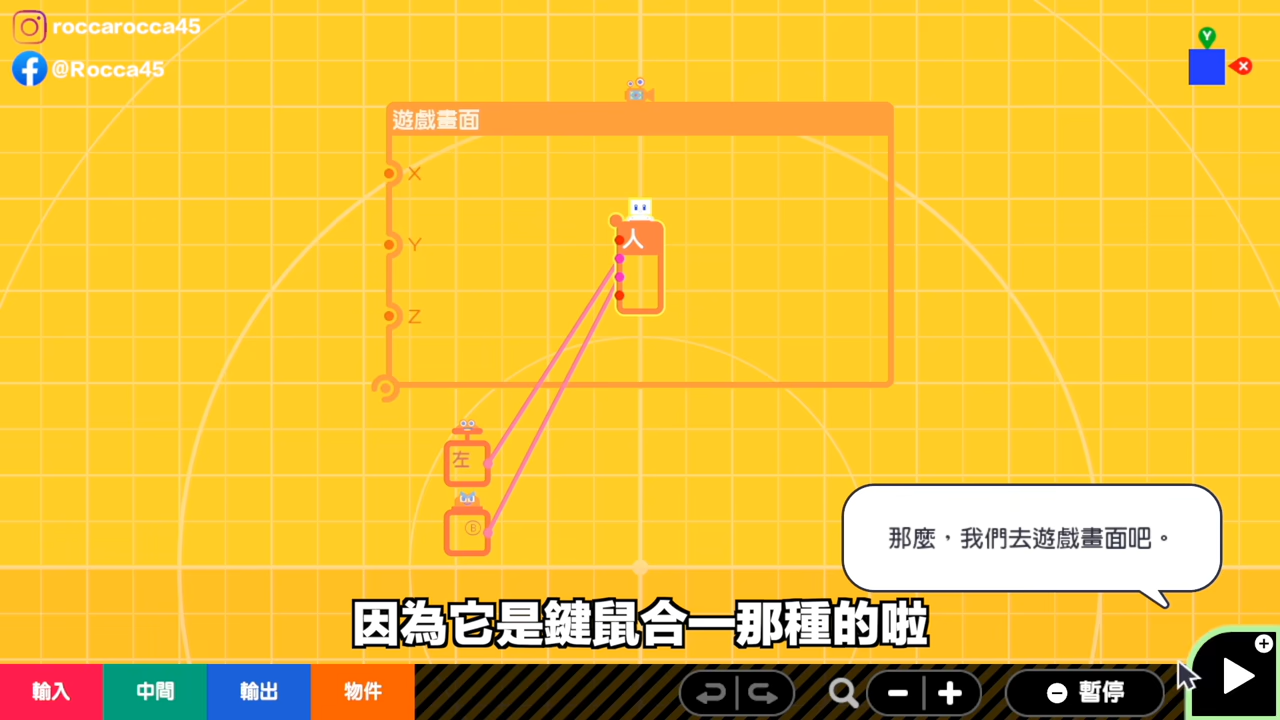 roccarocca45
@Rocca45
Y
X
遊戲畫面
X
Y
Z
人
左
B
那麼，我們去遊戲畫面吧。
因為它是鍵鼠合一那種的啦
輸入
中間
輸出
物件
暫停